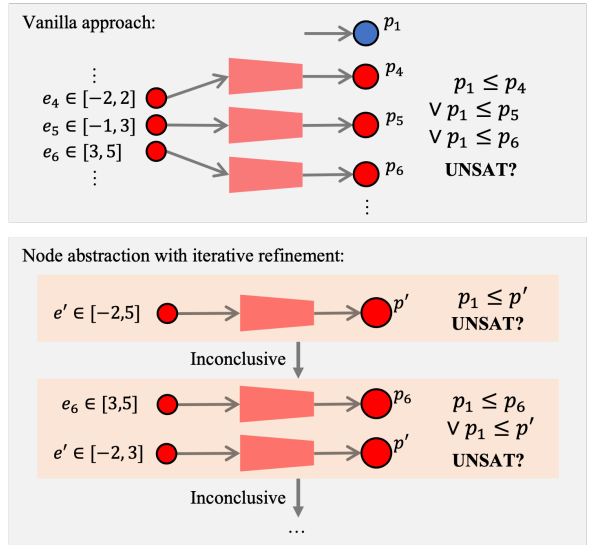 Vanilla approach:
p₁
⋮
p₄
e₄ ∈ [−2, 2]
p₁ ≤ p₄
e₅ ∈ [−1, 3]
p₅
∨ p₁ ≤ p₅
e₆ ∈ [3, 5]
∨ p₁ ≤ p₆
⋮
p₆
UNSAT?
⋮
Node abstraction with iterative refinement:
e′ ∈ [−2,5]
p′
p₁ ≤ p′
UNSAT?
Inconclusive
e₆ ∈ [3,5]
p₆
p₁ ≤ p₆
∨ p₁ ≤ p′
e′ ∈ [−2, 3]
p′
UNSAT?
Inconclusive
...